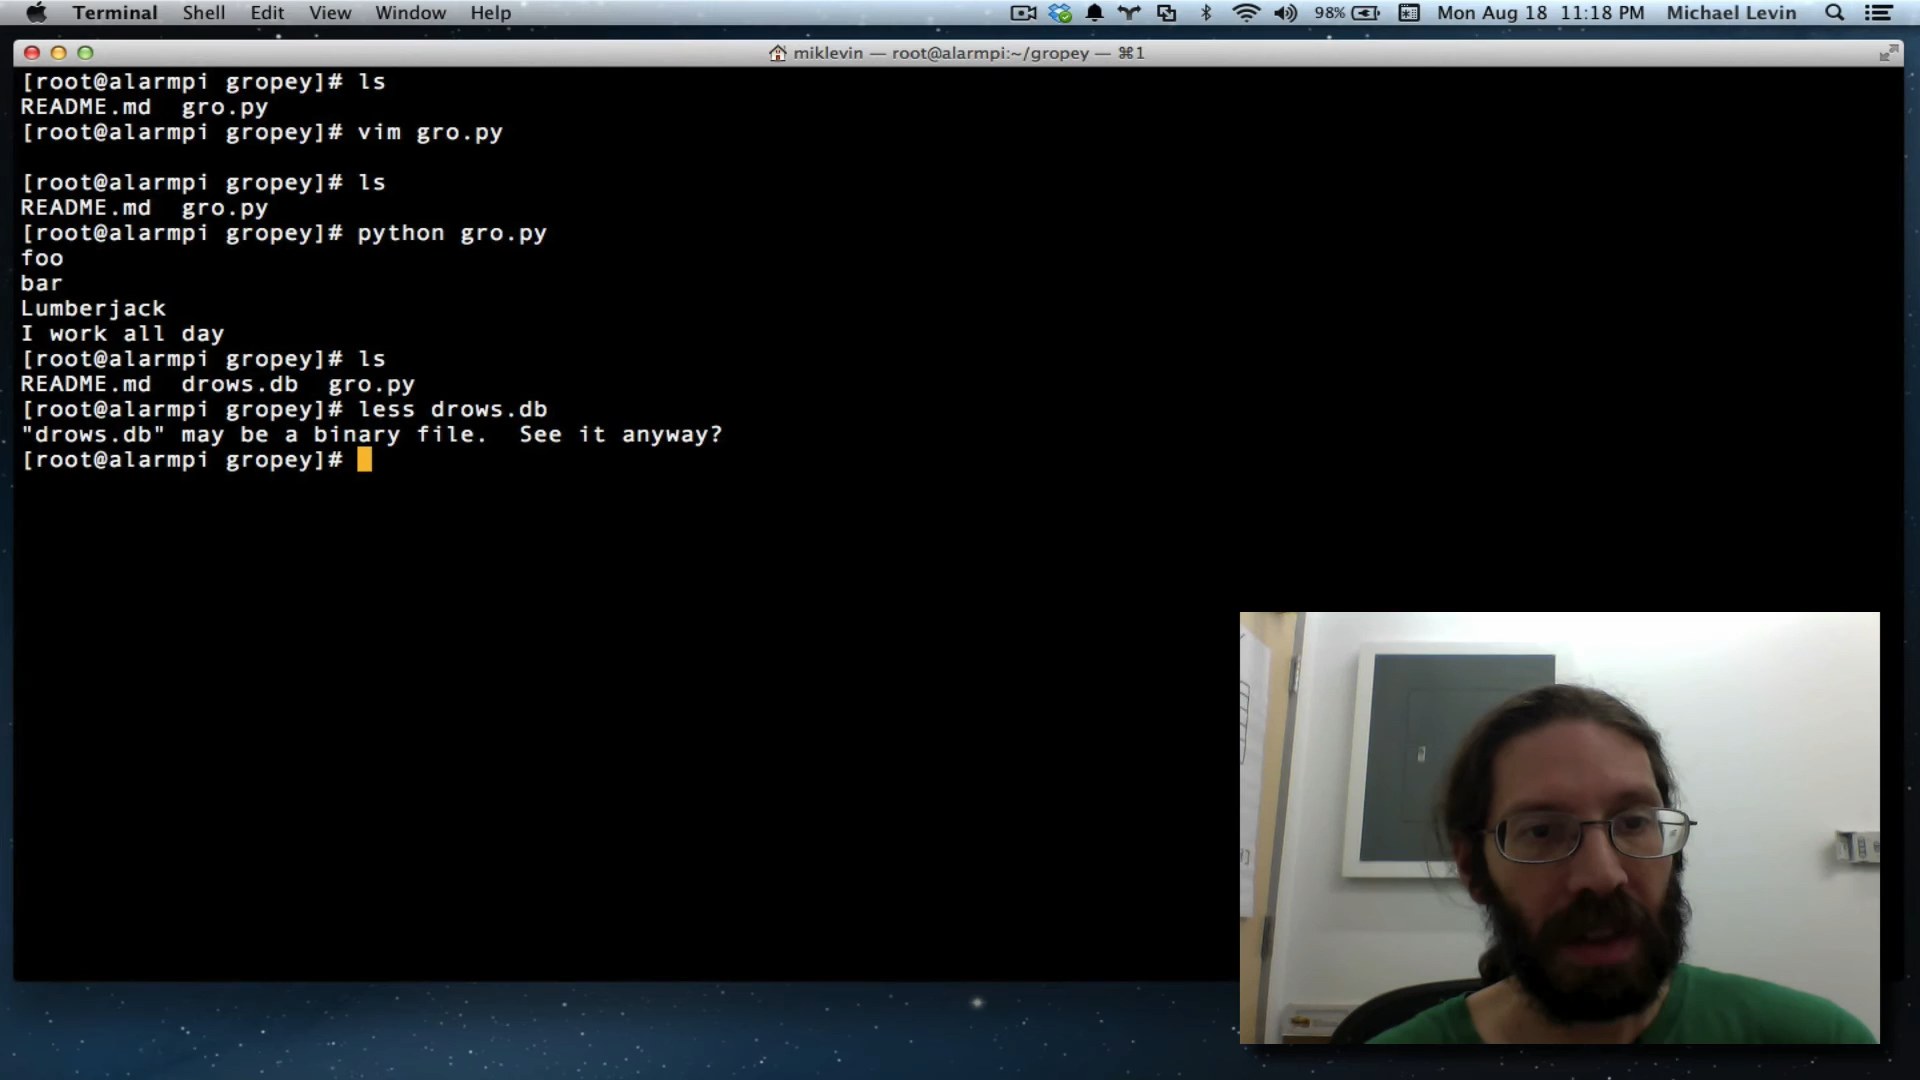 Terminal Shell Edit View Window Help 98% Mon Aug 18 11:18 PM Michael Levin
miklevin — root@alarmpi:~/gropey — ⌘1
[root@alarmpi gropey]# ls
README.md  gro.py
[root@alarmpi gropey]# vim gro.py
[root@alarmpi gropey]# ls
README.md  gro.py
[root@alarmpi gropey]# python gro.py
foo
bar
Lumberjack
I work all day
[root@alarmpi gropey]# ls
README.md  drows.db  gro.py
[root@alarmpi gropey]# less drows.db
"drows.db" may be a binary file.  See it anyway?
[root@alarmpi gropey]#